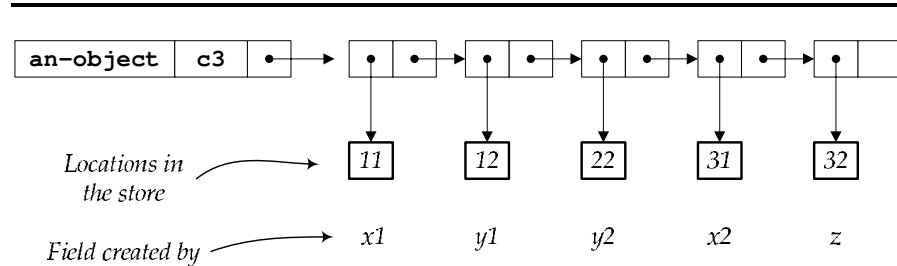 an-object c3
Locations in
the store
11 12 22 31 32
Field created by
x1 y1 y2 x2 z